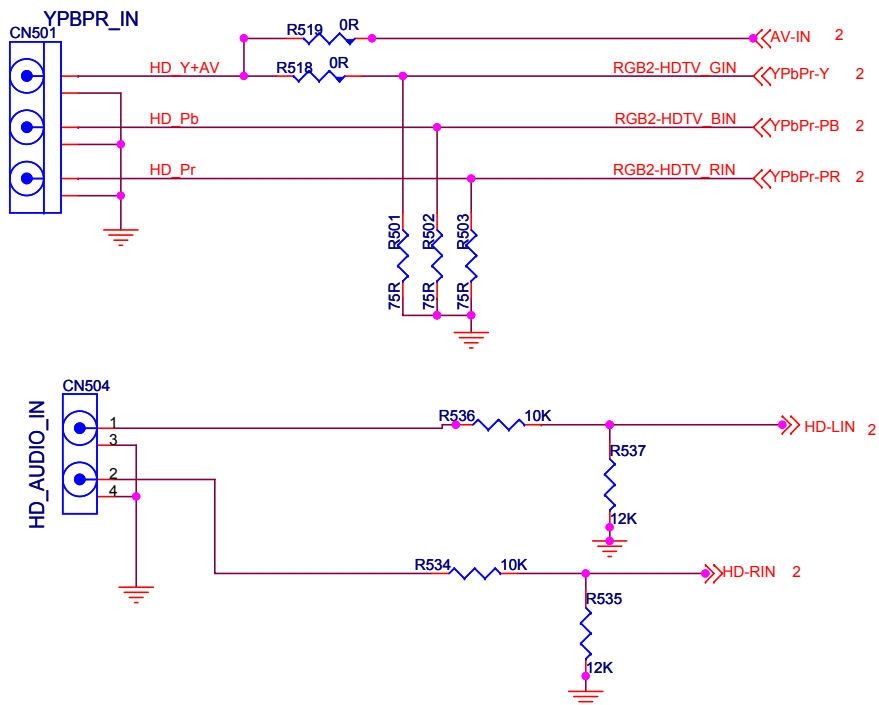 YPBPR_IN
CN501
R519 0R
AV-IN 2
HD_Y+AV R518 0R RGB2-HDTV_GIN YPbPr-Y 2
HD_Pb RGB2-HDTV_BIN YPbPr-PB 2
HD_Pr RGB2-HDTV_RIN YPbPr-PR 2
R501 R502 R503
75R 75R 75R
CN504
HD_AUDIO_IN
1 R536 10K HD-LIN 2
3
R537
2
4
12K
R534 10K HD-RIN 2
R535
12K